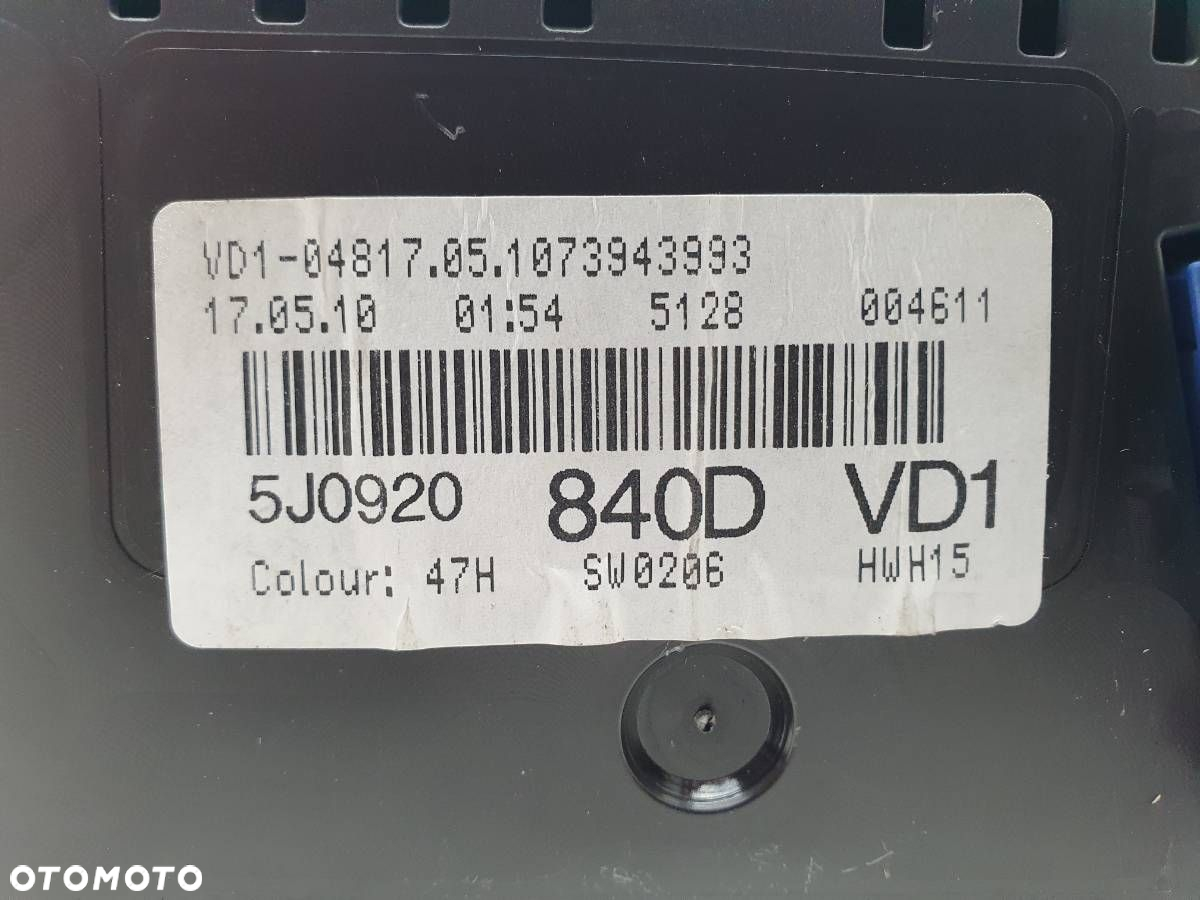 VD1-04817.05.1073943993
17.05.10 01:54 5128 004611
5J0920 840D VD1
Colour: 47H SW0206 HWH15
OTOMOTO